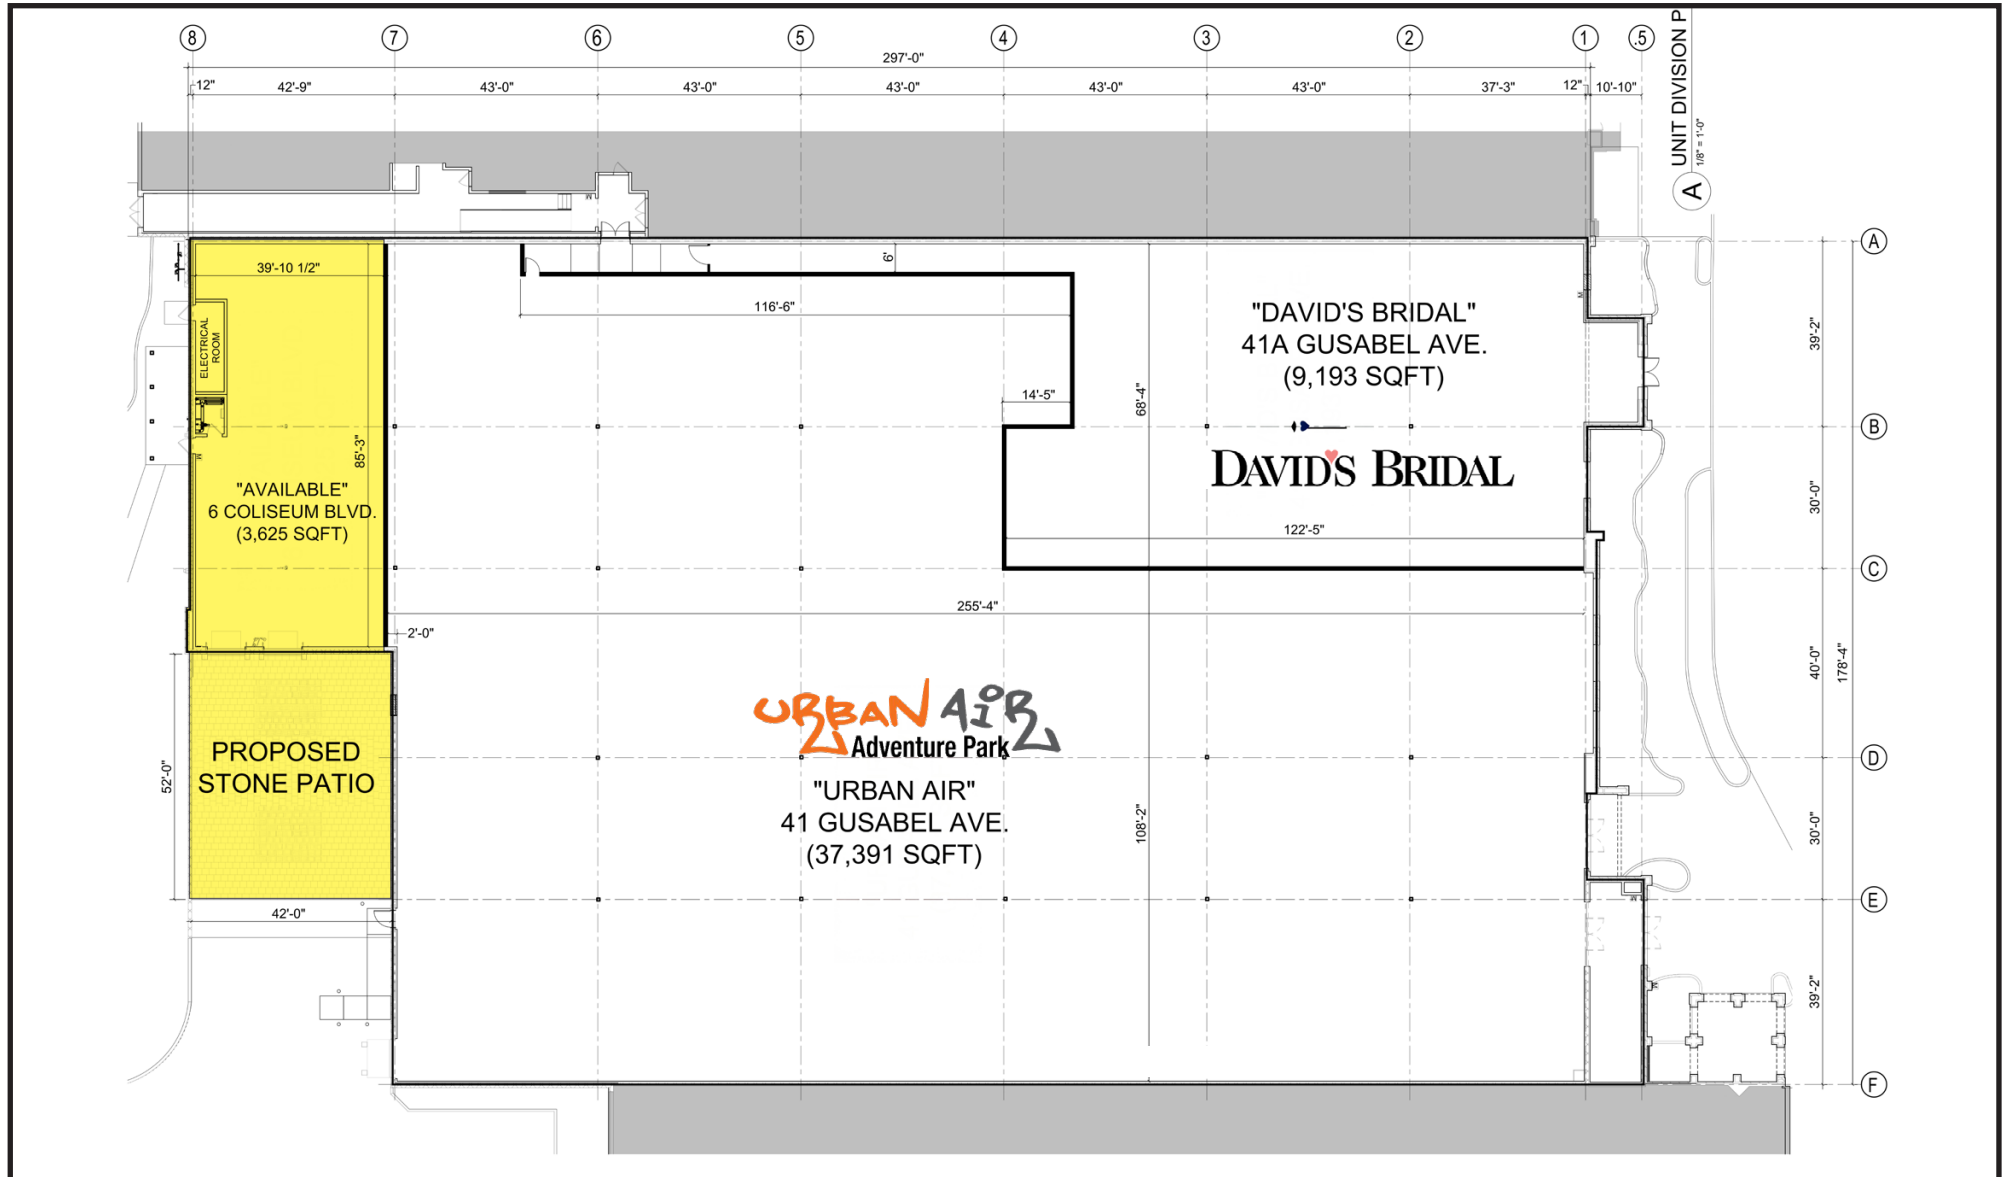 8 7 6 5 4 3 2 1 .5
297'-0"
12" 42'-9" 43'-0" 43'-0" 43'-0" 43'-0" 43'-0" 37'-3" 12" 10'-10"
UNIT DIVISION P
1/8" = 1'-0"
A
A
39'-10 1/2"
6'
116'-6"
"DAVID'S BRIDAL"
41A GUSABEL AVE.
(9,193 SQFT)
39'-2"
ELECTRICAL
ROOM
14'-5"
68'-4"
B
85'-3"
DAVID'S BRIDAL
"AVAILABLE"
6 COLISEUM BLVD.
(3,625 SQFT)
30'-0"
122'-5"
C
255'-4"
2'-0"
40'-0"
178'-4"
URBAN AIR
Adventure Park
PROPOSED
STONE PATIO
52'-0"
D
"URBAN AIR"
41 GUSABEL AVE.
(37,391 SQFT)
108'-2"
30'-0"
E
42'-0"
39'-2"
F